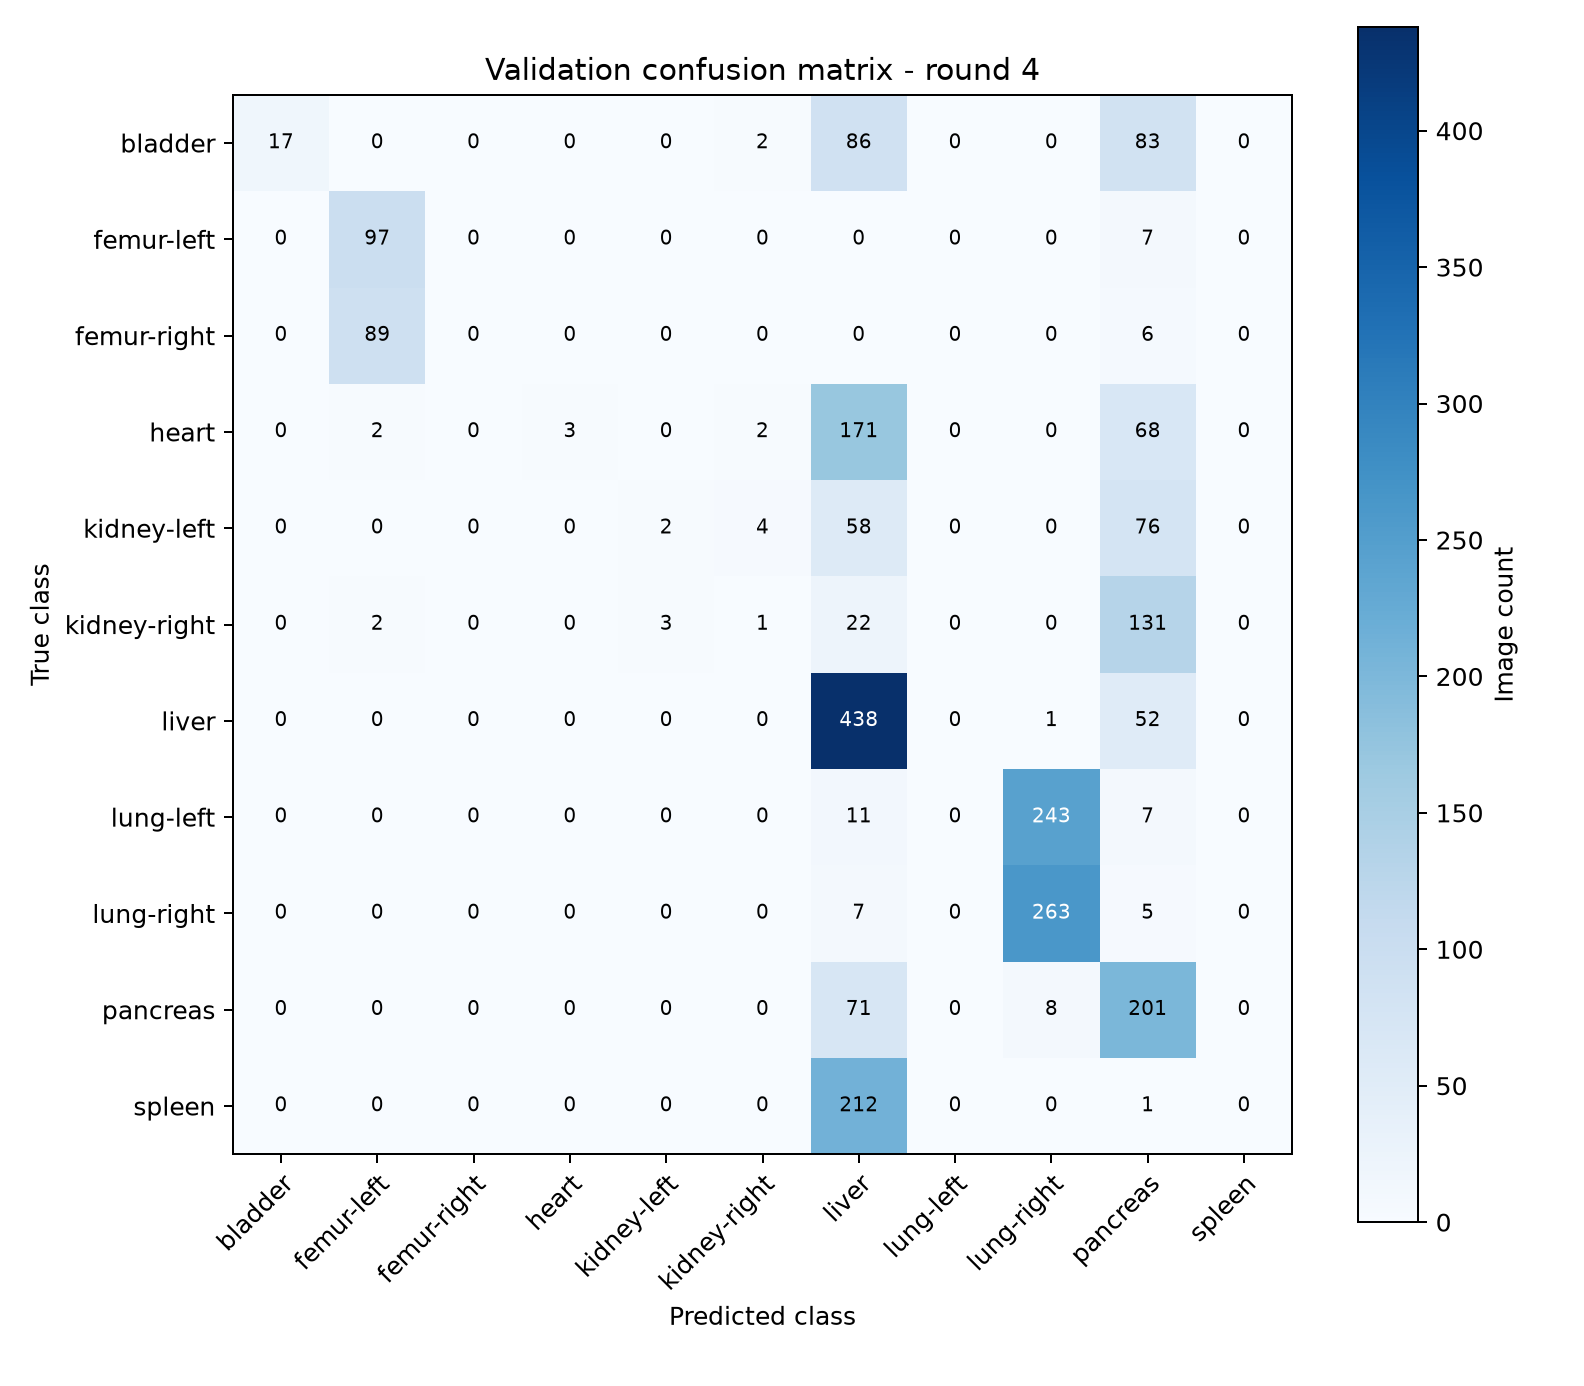 Validation confusion matrix - round 4
bladder 17 0 0 0 0 2 86 0 0 83 0
femur-left 0 97 0 0 0 0 0 0 0 7 0
femur-right 0 89 0 0 0 0 0 0 0 6 0
heart 0 2 0 3 0 2 171 0 0 68 0
kidney-left 0 0 0 0 2 4 58 0 0 76 0
kidney-right 0 2 0 0 3 1 22 0 0 131 0
liver 0 0 0 0 0 0 438 0 1 52 0
lung-left 0 0 0 0 0 0 11 0 243 7 0
lung-right 0 0 0 0 0 0 7 0 263 5 0
pancreas 0 0 0 0 0 0 71 0 8 201 0
spleen 0 0 0 0 0 0 212 0 0 1 0
True class
bladder femur-left femur-right heart kidney-left kidney-right liver lung-left lung-right pancreas spleen
Predicted class
400
350
300
250
200
150
100
50
0
Image count